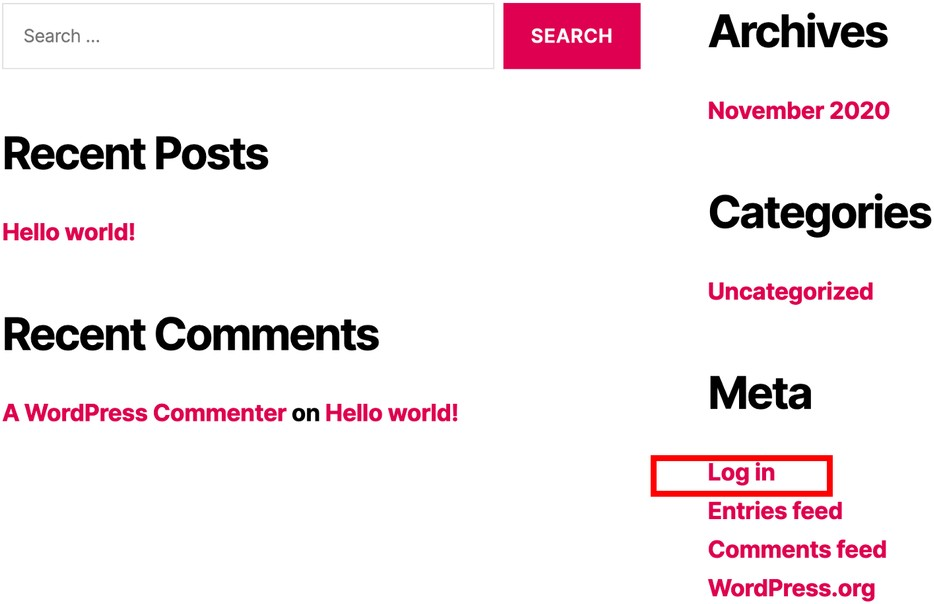 Search ...
SEARCH
Recent Posts
Hello world!
Recent Comments
A WordPress Commenter on Hello world!
Archives
November 2020
Categories
Uncategorized
Meta
Log in
Entries feed
Comments feed
WordPress.org